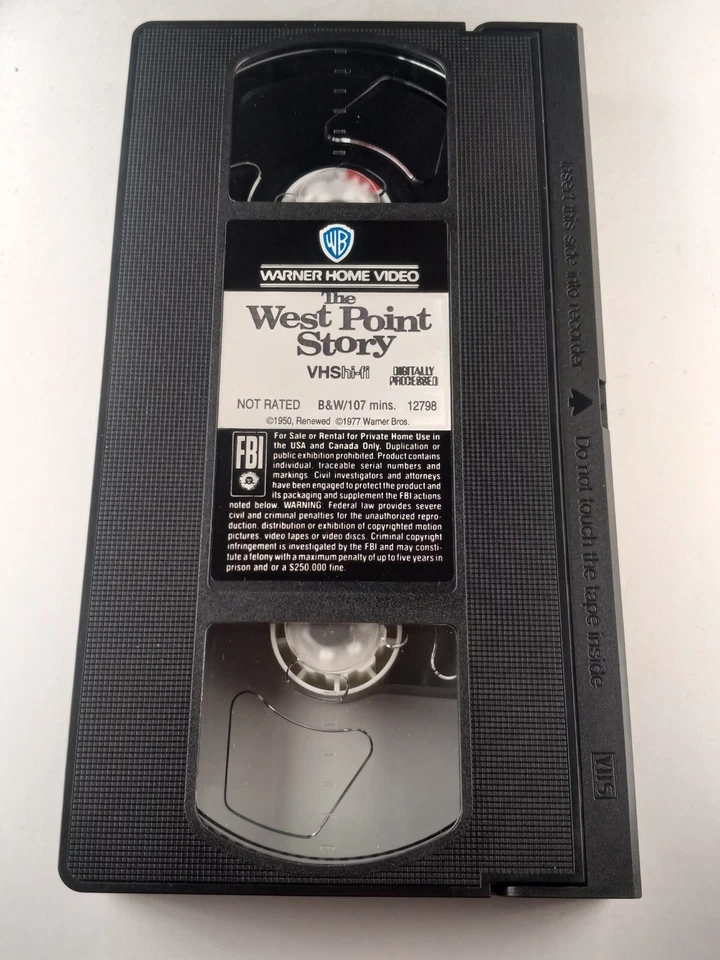 WB
WARNER HOME VIDEO
The
West Point
Story
VHS hi-fi DIGITALLY
PROCESSED
NOT RATED B&W/107 mins. 12798
©1950, Renewed ©1977 Warner Bros.
FBI
For Sale or Rental for Private Home Use in
the USA and Canada Only. Duplication or
public exhibition prohibited. Product contains
individual, traceable serial numbers and
markings. Civil investigators and attorneys
have been engaged to protect the product and
its packaging and supplement the FBI actions
noted below. WARNING: Federal law provides severe
civil and criminal penalties for the unauthorized repro-
duction, distribution or exhibition of copyrighted motion
pictures, video tapes or video discs. Criminal copyright
infringement is investigated by the FBI and may consti-
tute a felony with a maximum penalty of up to five years in
prison and or a $250,000 fine.
Insert this side into recorder
Do not touch the tape inside
VHS